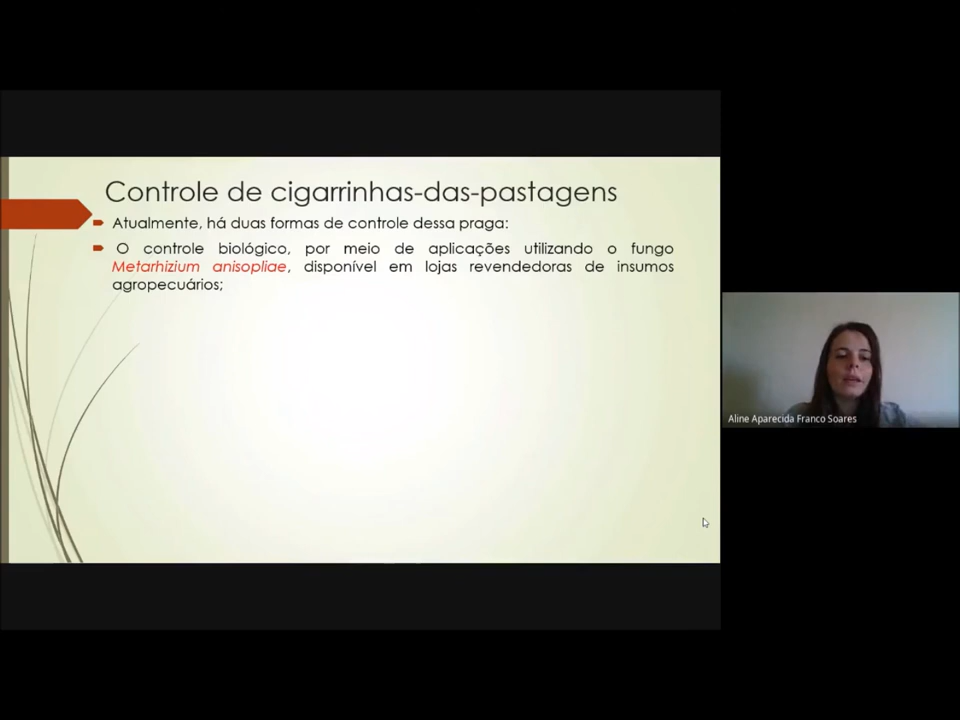 Controle de cigarrinhas-das-pastagens
Atualmente, há duas formas de controle dessa praga:
O controle biológico, por meio de aplicações utilizando o fungo
Metarhizium anisopliae, disponível em lojas revendedoras de insumos
agropecuários;
Aline Aparecida Franco Soares